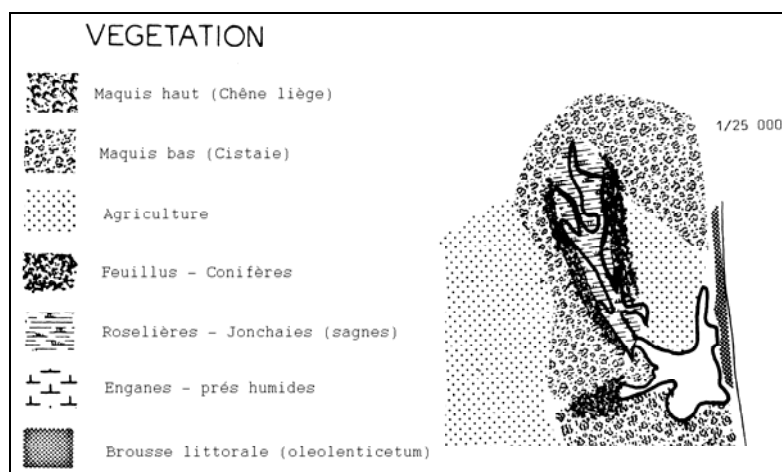 VEGETATION
Maquis haut (Chêne liège)
1/25 000
Maquis bas (Cistaie)
Agriculture
Feuillus - Conifères
Roselières - Jonchaies (sagnes)
Enganes - prés humides
Brousse littorale (oleolenticetum)